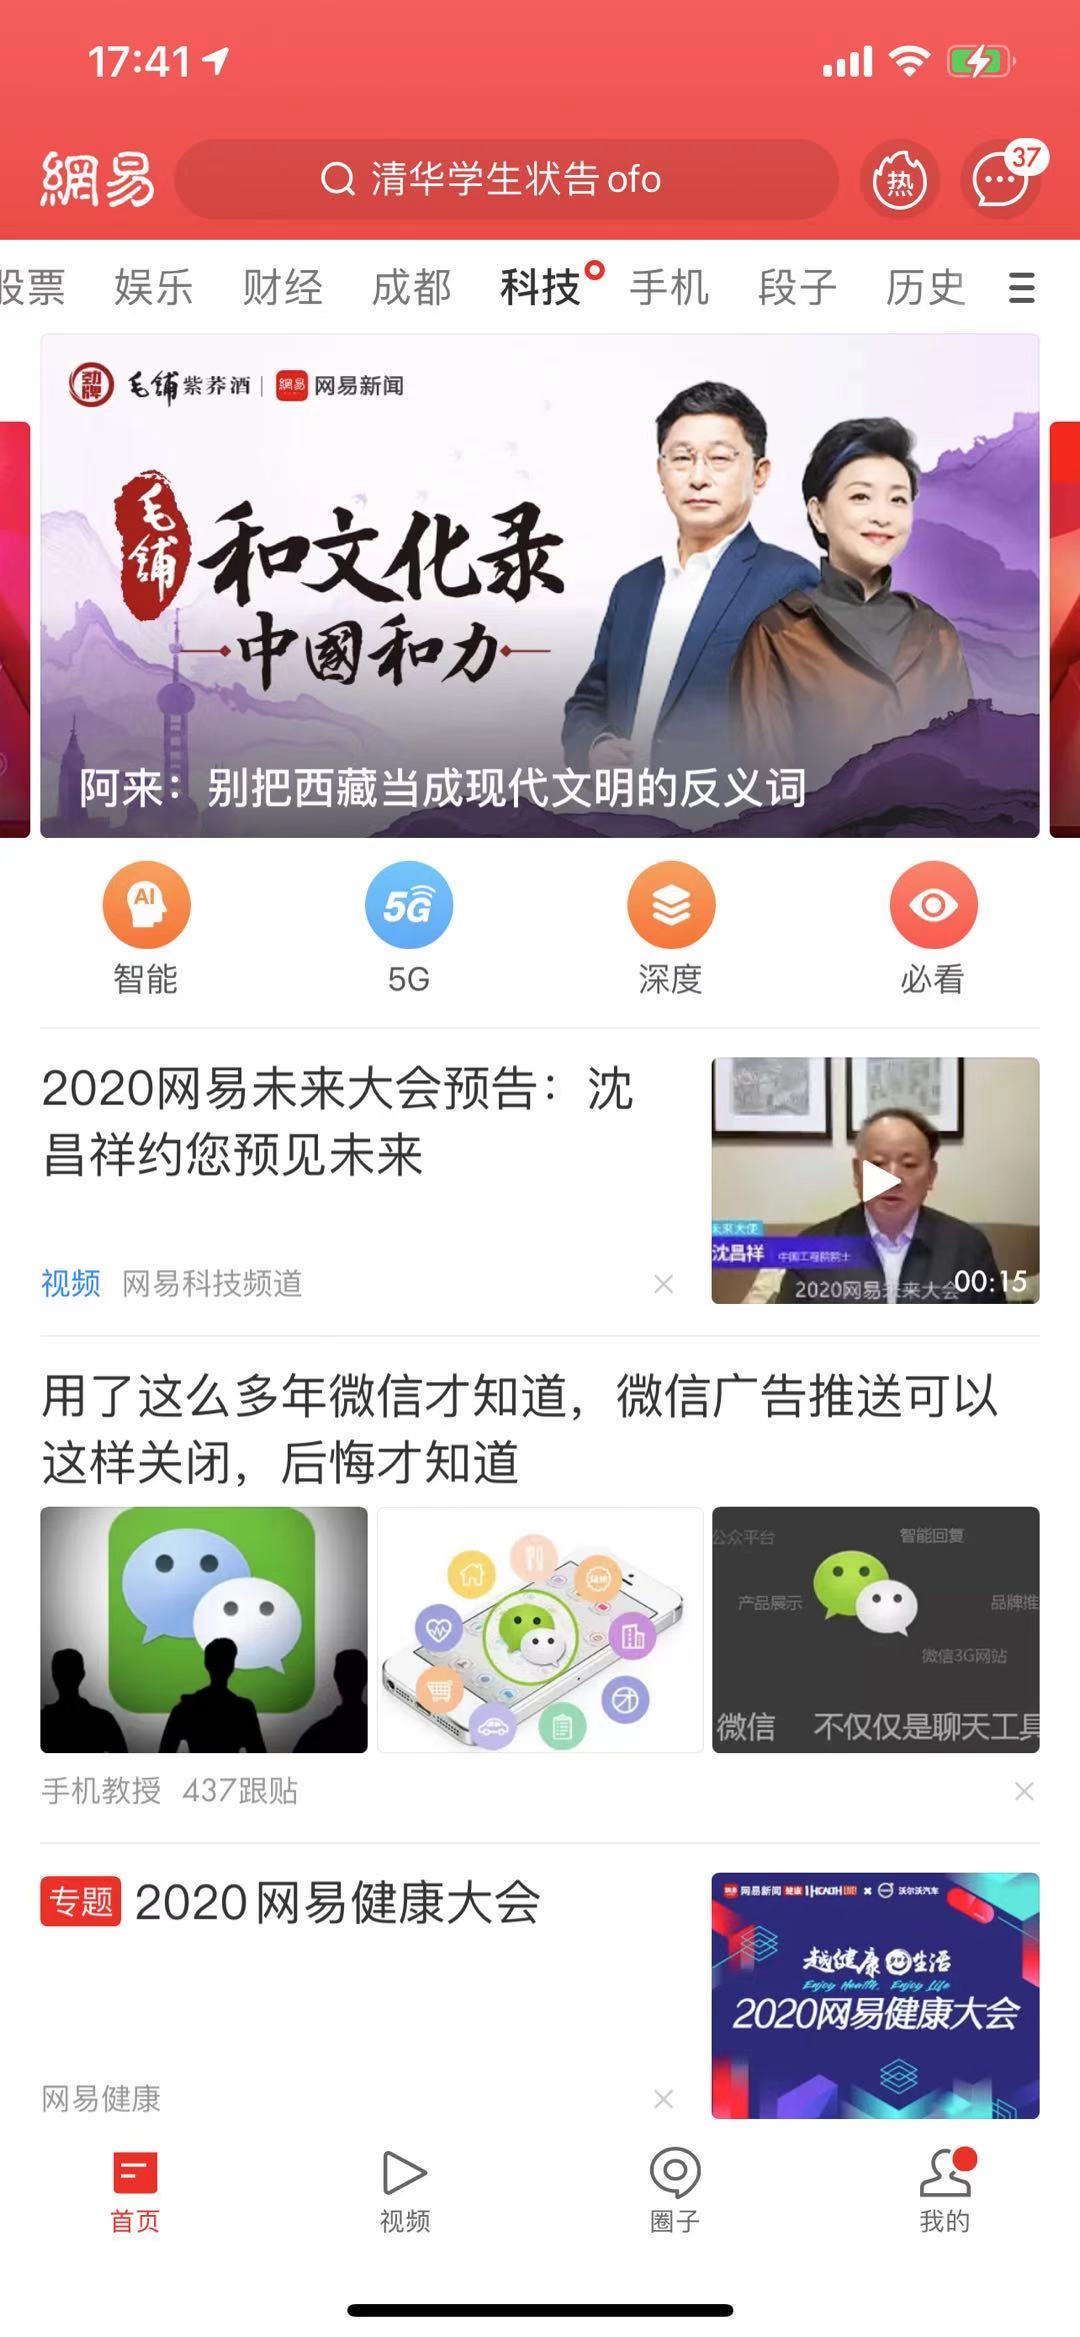 17:41
網易
清华学生状告ofo
热
37
股票 娱乐 财经 成都 科技 手机 段子 历史
劲牌 毛铺紫荞酒 | 網易 网易新闻
毛铺
和文化录
中國和力
阿来：别把西藏当成现代文明的反义词
AI
5G
智能 5G 深度 必看
2020网易未来大会预告：沈
昌祥约您预见未来
未来大使
沈昌祥 中国工程院院士
2020网易未来大会
00:15
视频 网易科技频道
用了这么多年微信才知道，微信广告推送可以
这样关闭，后悔才知道
公众平台 智能回复
产品展示 品牌推
微信3G网站
微信 不仅仅是聊天工具
手机教授 437跟贴
专题 2020网易健康大会
网易新闻 健康 HEALTH × 沃尔沃汽车
越健康 生活
Enjoy Health, Enjoy Life
2020网易健康大会
网易健康
首页 视频 圈子 我的